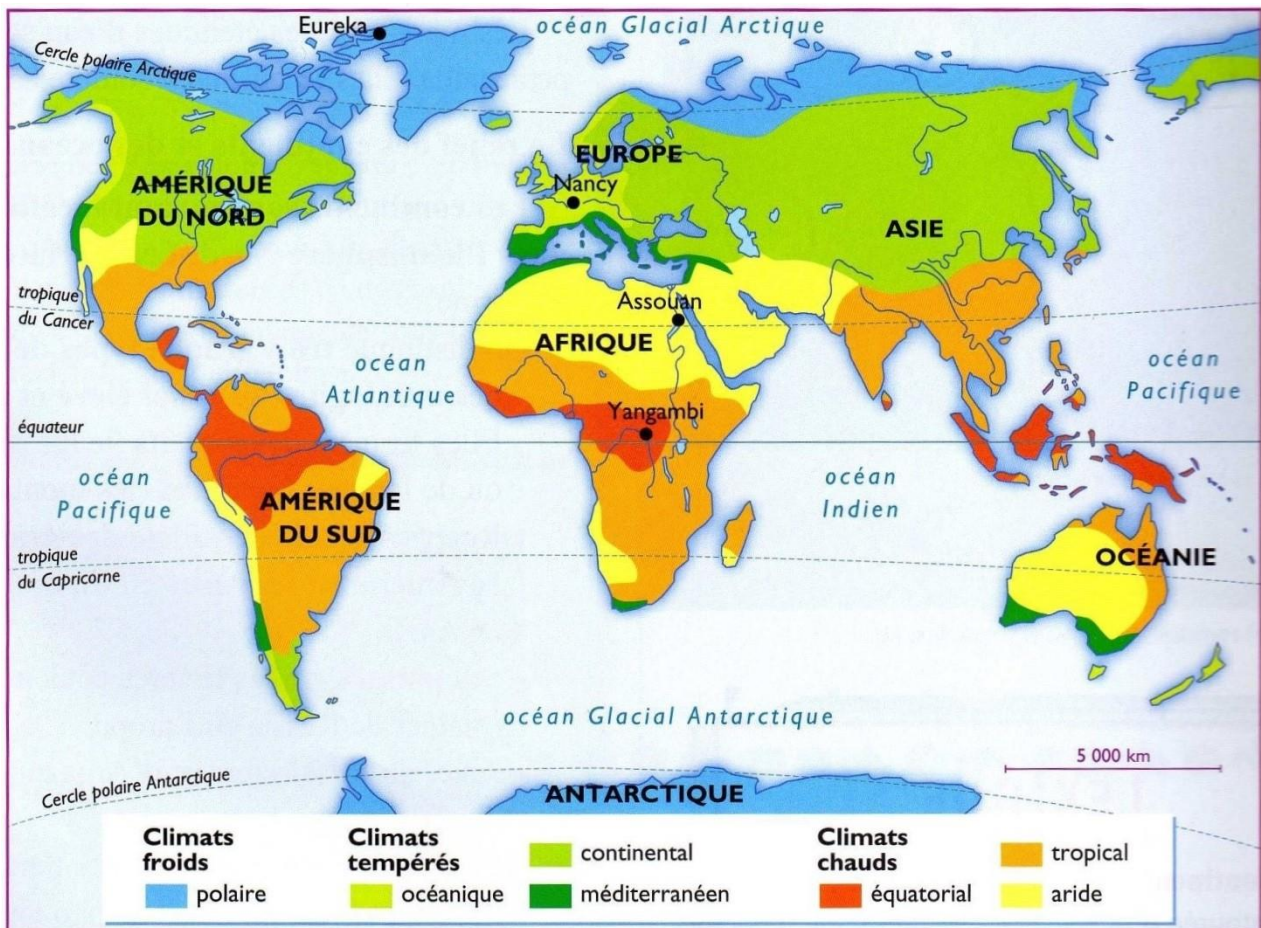 Eureka
océan Glacial Arctique
Cercle polaire Arctique
EUROPE
Nancy
AMÉRIQUE
DU NORD
ASIE
tropique
du Cancer
Assouan
AFRIQUE
océan
Atlantique
océan
Pacifique
Yangambi
équateur
océan
Pacifique
AMÉRIQUE
DU SUD
océan
Indien
OCÉANIE
tropique
du Capricorne
océan Glacial Antarctique
5 000 km
Cercle polaire Antarctique
ANTARCTIQUE
Climats
froids
polaire
Climats
tempérés
océanique
continental
méditerranéen
Climats
chauds
équatorial
tropical
aride